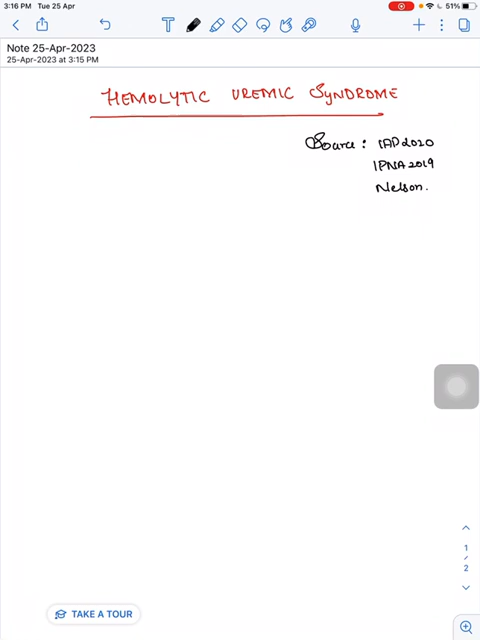 3:16 PM Tue 25 Apr
51%
T
Note 25-Apr-2023
25-Apr-2023 at 3:15 PM
HEMOLYTIC UREMIC SYNDROME
Source: IAP 2020
IPNA 2019
Nelson.
1
/
2
TAKE A TOUR